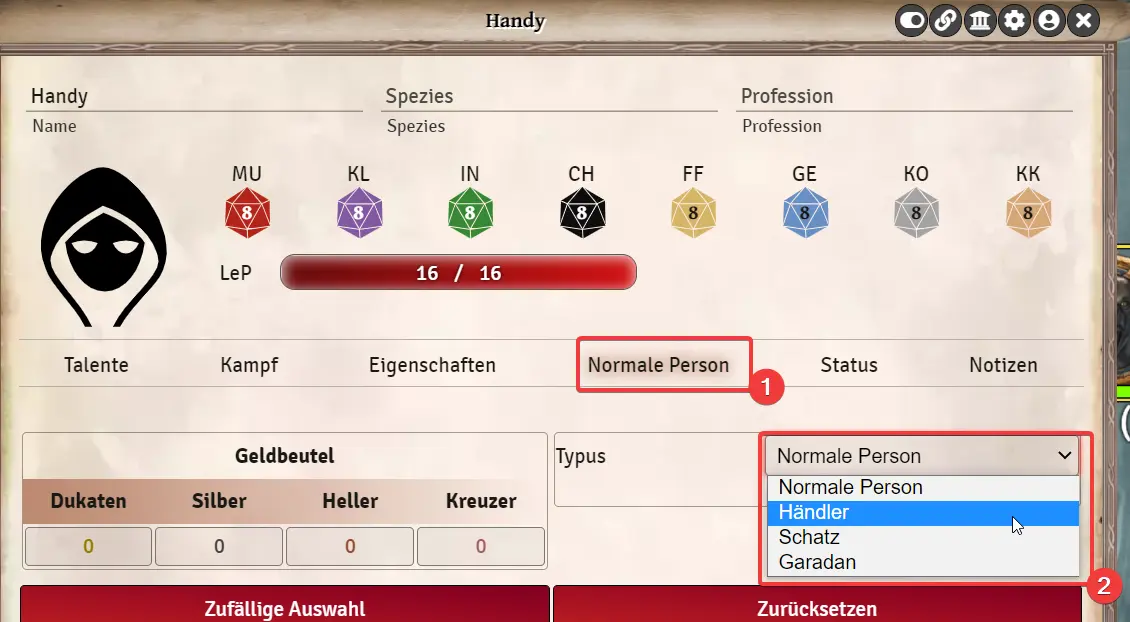 Handy
Handy Spezies Profession
Name Spezies Profession
MU KL IN CH FF GE KO KK
8 8 8 8 8 8 8 8
LeP 16 / 16
Talente Kampf Eigenschaften Normale Person Status Notizen
1
Geldbeutel Typus Normale Person
Dukaten Silber Heller Kreuzer
0 0 0 0
Normale Person
Händler
Schatz
Garadan
2
Zufällige Auswahl Zurücksetzen